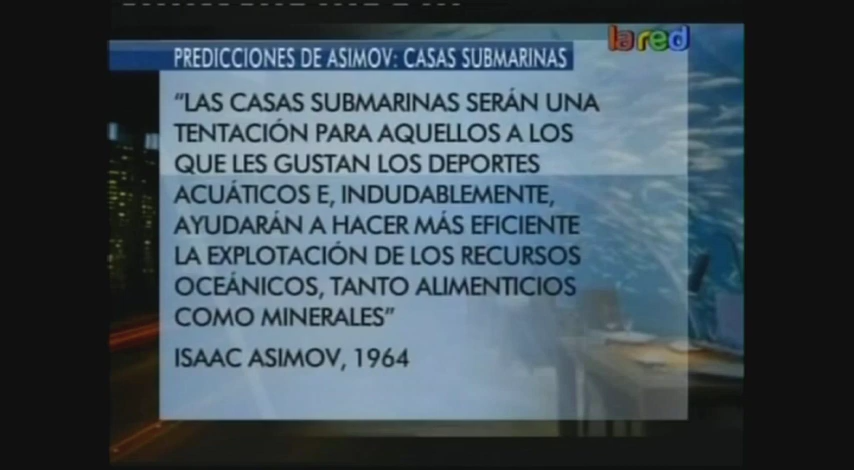 lared
PREDICCIONES DE ASIMOV: CASAS SUBMARINAS
“LAS CASAS SUBMARINAS SERÁN UNA
TENTACIÓN PARA AQUELLOS A LOS
QUE LES GUSTAN LOS DEPORTES
ACUÁTICOS E, INDUDABLEMENTE,
AYUDARÁN A HACER MÁS EFICIENTE
LA EXPLOTACIÓN DE LOS RECURSOS
OCEÁNICOS, TANTO ALIMENTICIOS
COMO MINERALES”
ISAAC ASIMOV, 1964